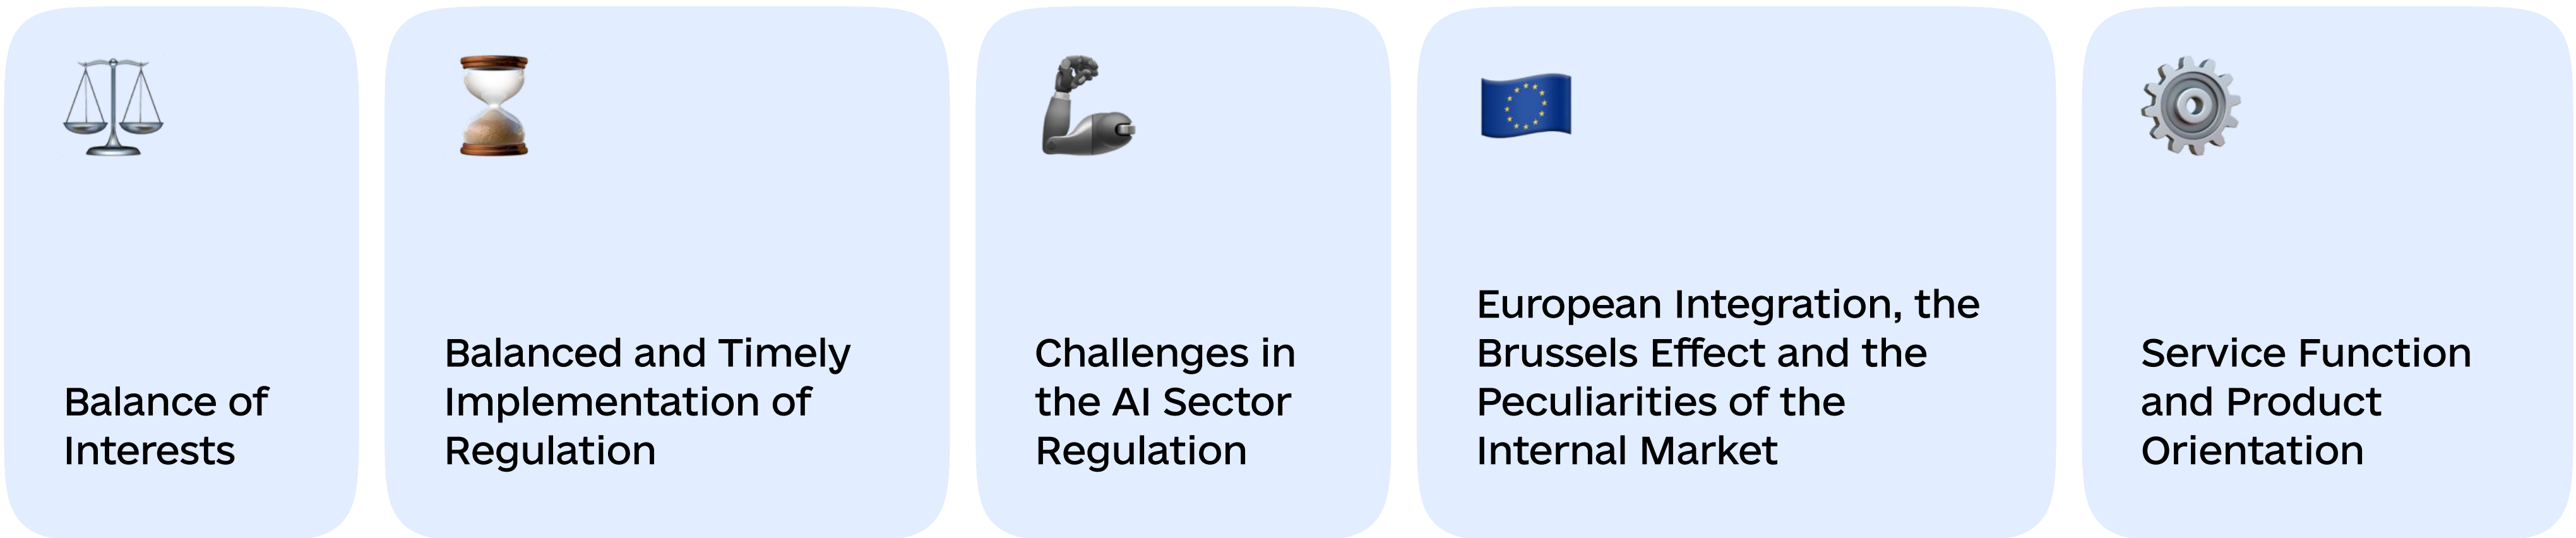 Balance of
Interests
Balanced and Timely
Implementation of
Regulation
Challenges in
the AI Sector
Regulation
European Integration, the
Brussels Effect and the
Peculiarities of the
Internal Market
Service Function
and Product
Orientation